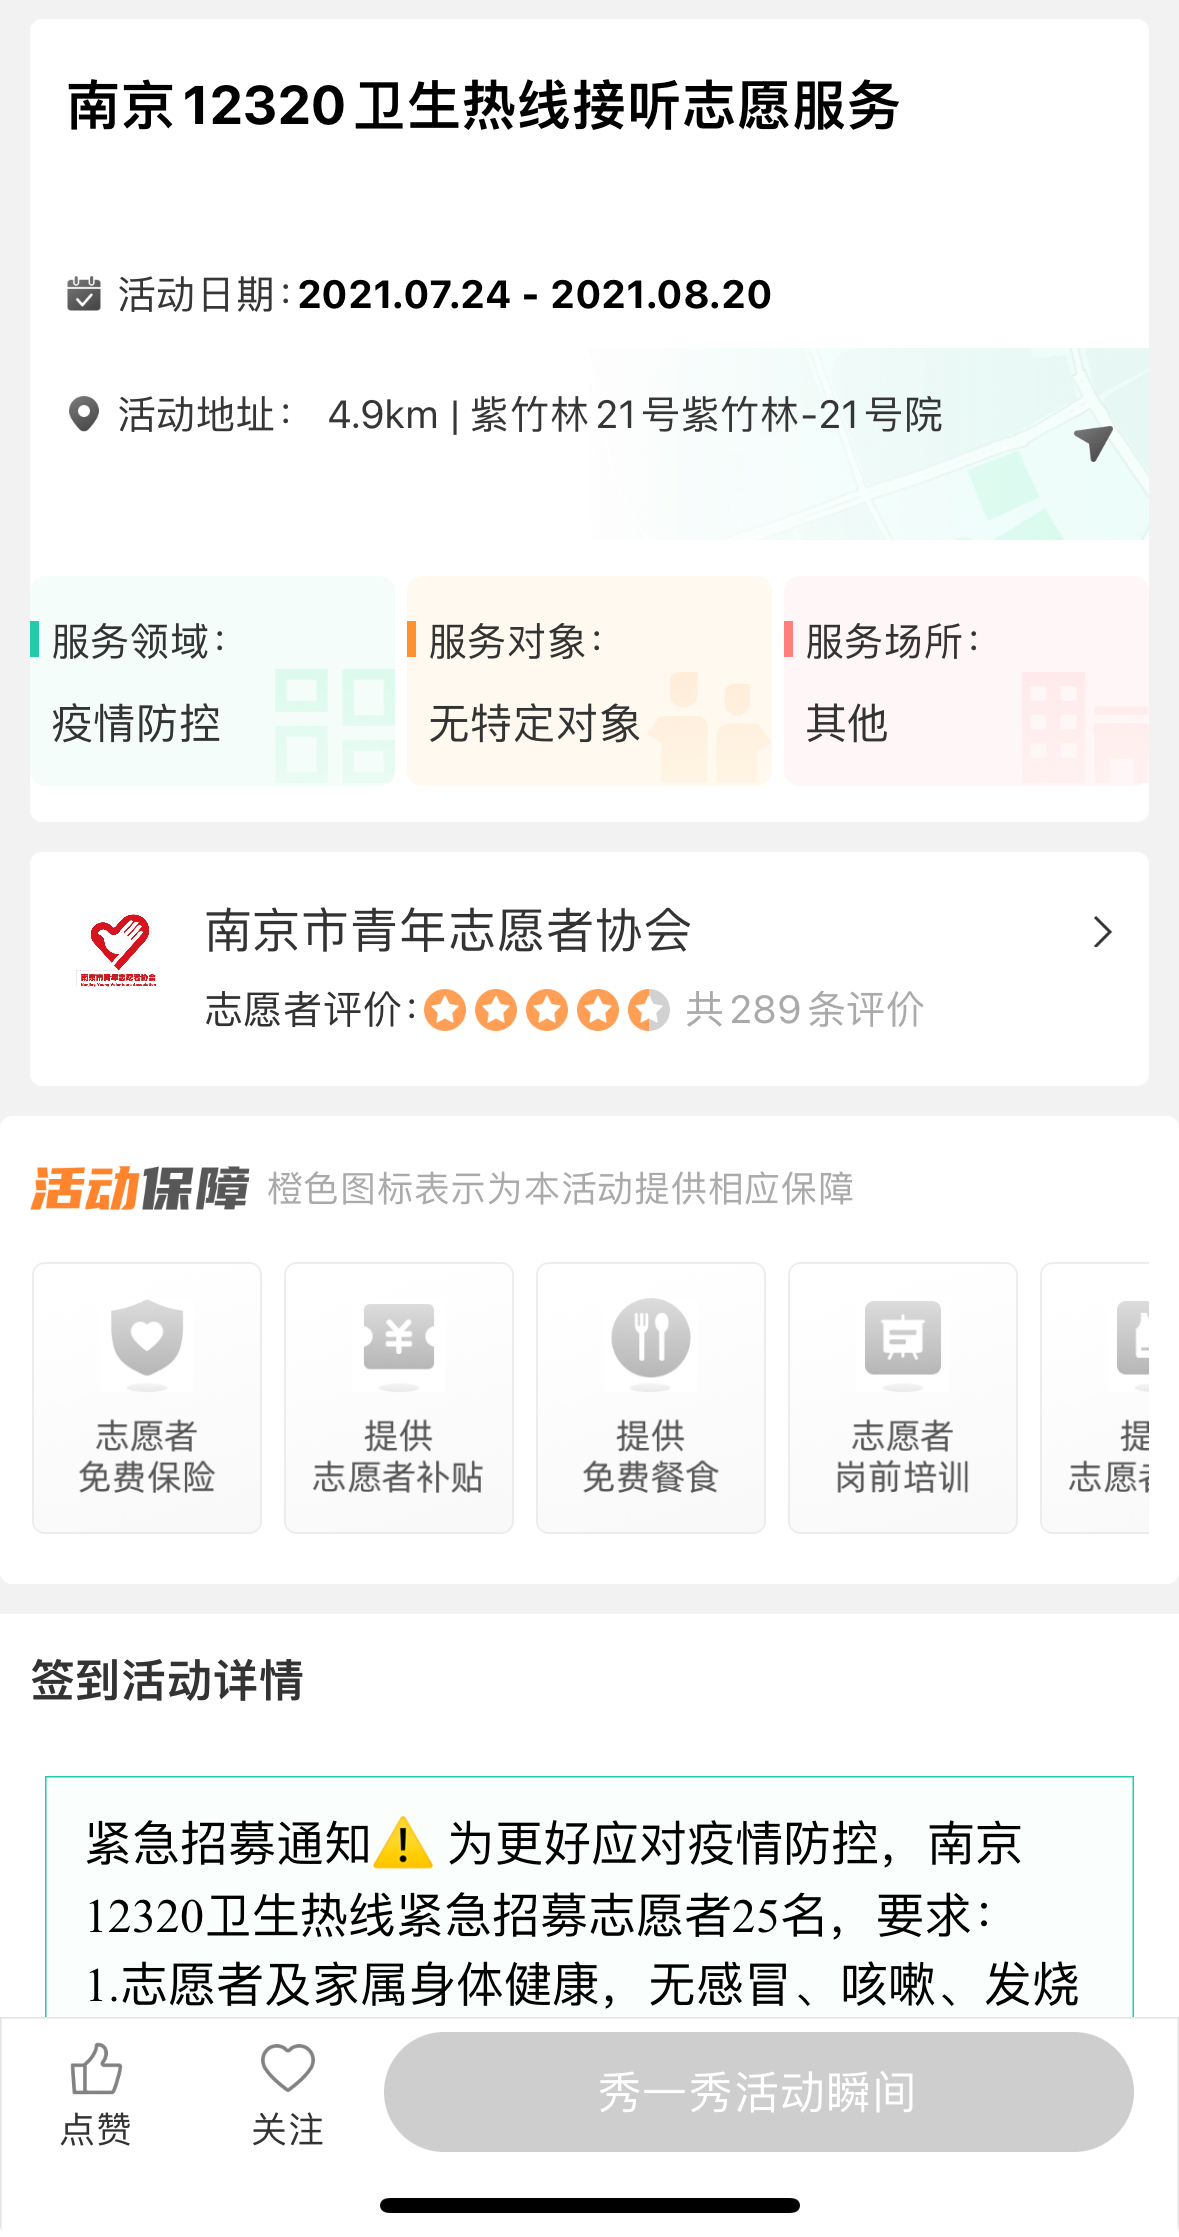 南京12320卫生热线接听志愿服务
活动日期:2021.07.24 - 2021.08.20
活动地址： 4.9km | 紫竹林21号紫竹林-21号院
服务领域：
疫情防控
服务对象：
无特定对象
服务场所：
其他
南京市青年志愿者协会
南京市青年志愿者协会
志愿者评价:
共289条评价
活动保障 橙色图标表示为本活动提供相应保障
志愿者
免费保险
提供
志愿者补贴
提供
免费餐食
志愿者
岗前培训
提
志愿者
签到活动详情
紧急招募通知⚠️ 为更好应对疫情防控，南京
12320卫生热线紧急招募志愿者25名，要求：
1.志愿者及家属身体健康，无感冒、咳嗽、发烧
点赞
关注
秀一秀活动瞬间